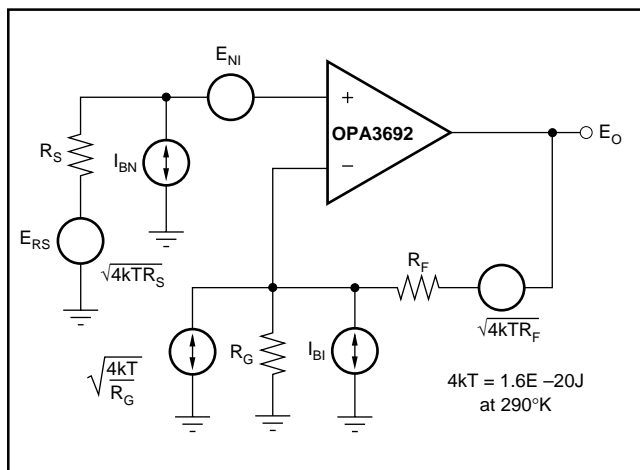 E_NI
+
OPA3692
−
E_O
R_S
I_BN
E_RS
√4kTR_S
R_F
√4kTR_F
√4kT/R_G
R_G
I_BI
4kT = 1.6E –20J
at 290°K